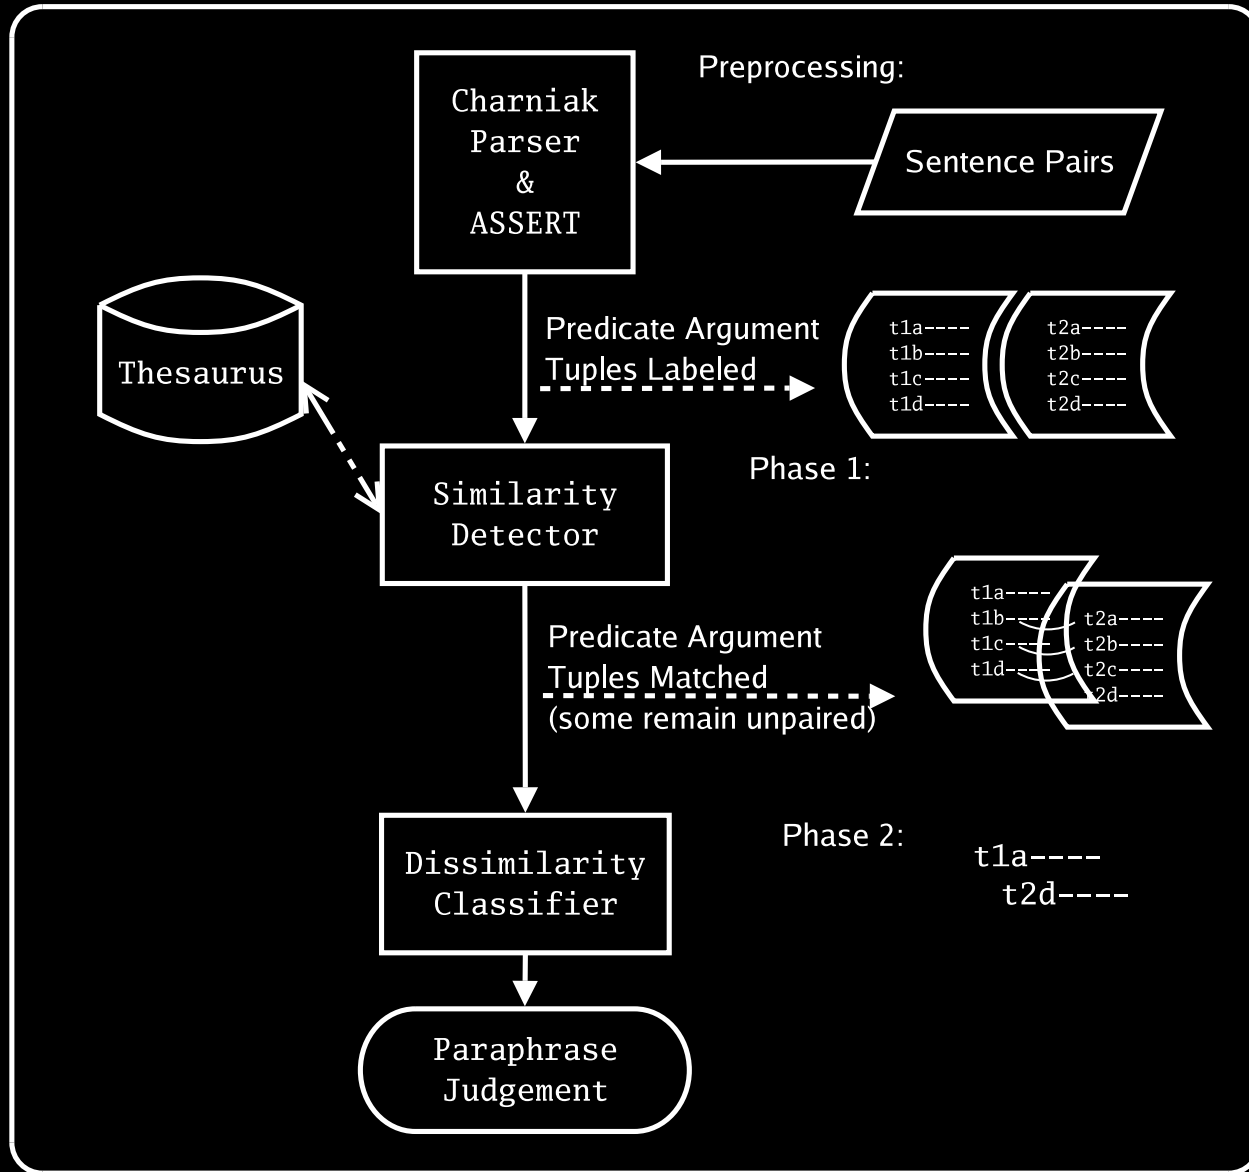 Preprocessing:
Charniak
Parser
&
ASSERT
Sentence Pairs
Thesaurus
Predicate Argument
Tuples Labeled
t1a----
t1b----
t1c----
t1d----
t2a----
t2b----
t2c----
t2d----
Phase 1:
Similarity
Detector
Predicate Argument
Tuples Matched
(some remain unpaired)
t1a----
t1b----
t1c----
t1d----
t2a----
t2b----
t2c----
t2d----
Phase 2:
t1a----
t2d----
Dissimilarity
Classifier
Paraphrase
Judgement